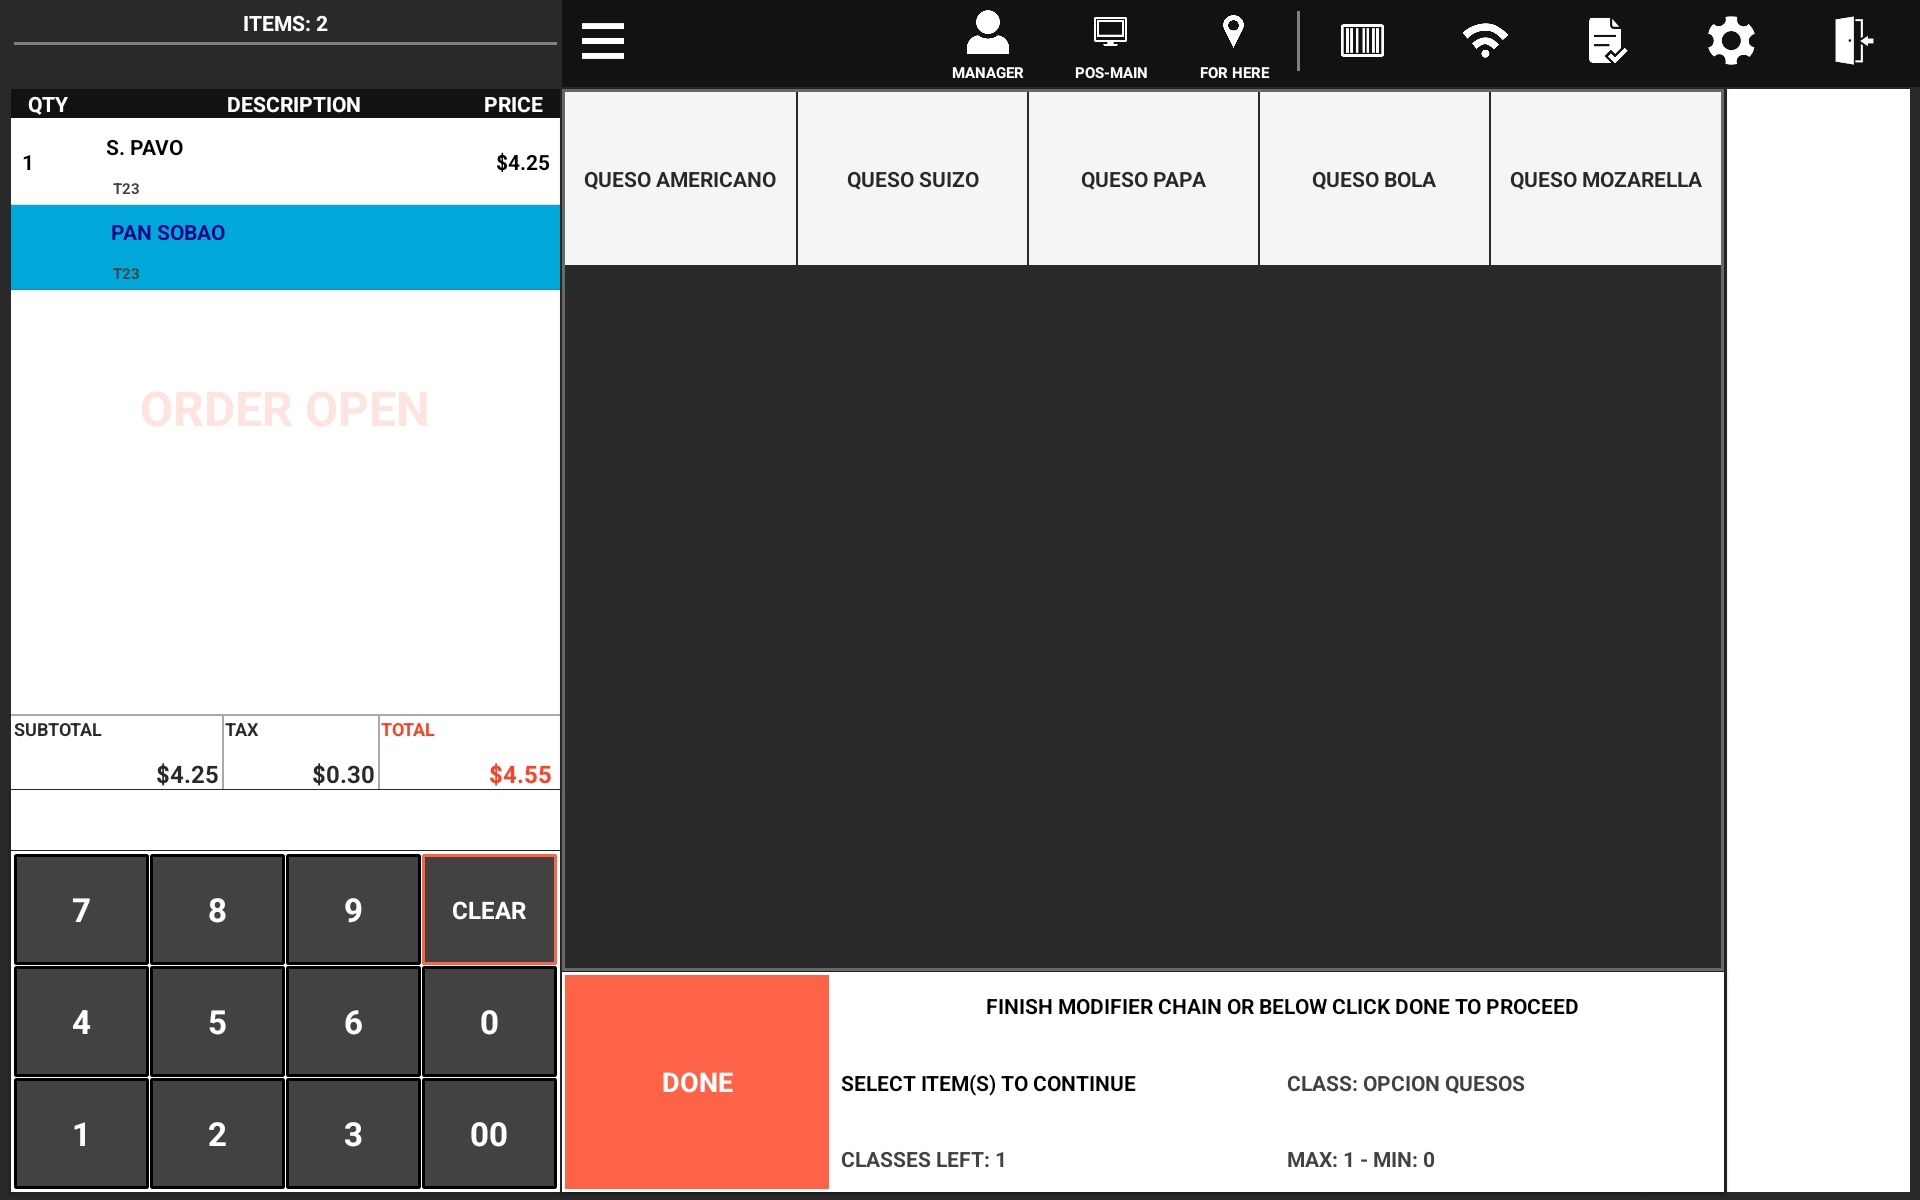 ITEMS: 2
MANAGER
POS-MAIN
FOR HERE
QTY DESCRIPTION PRICE
1 S. PAVO $4.25
T23
PAN SOBAO
T23
ORDER OPEN
SUBTOTAL TAX TOTAL
$4.25 $0.30 $4.55
7 8 9 CLEAR
4 5 6 0
1 2 3 00
QUESO AMERICANO QUESO SUIZO QUESO PAPA QUESO BOLA QUESO MOZARELLA
DONE
FINISH MODIFIER CHAIN OR BELOW CLICK DONE TO PROCEED
SELECT ITEM(S) TO CONTINUE CLASS: OPCION QUESOS
CLASSES LEFT: 1 MAX: 1 - MIN: 0